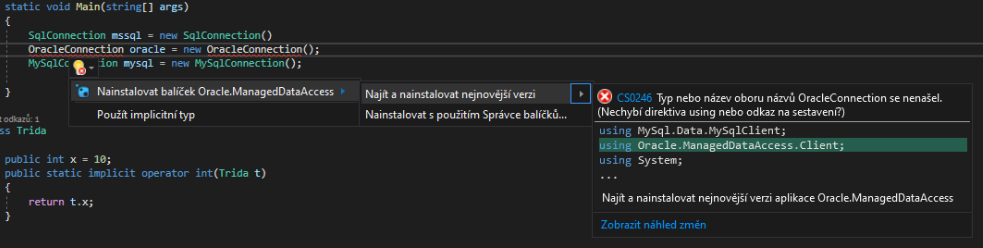 static void Main(string[] args)
{
SqlConnection mssql = new SqlConnection()
OracleConnection oracle = new OracleConnection();
MySqlCo mion mysql = new MySqlConnection();
}
Nainstalovat balíček Oracle.ManagedDataAccess
Použít implicitní typ
Najít a nainstalovat nejnovější verzi
Nainstalovat s použitím Správce balíčků...
CS0246 Typ nebo název oboru názvů OracleConnection se nenašel.
(Nechybí direktiva using nebo odkaz na sestavení?)
using MySql.Data.MySqlClient;
using Oracle.ManagedDataAccess.Client;
using System;
...
Najít a nainstalovat nejnovější verzi aplikace Oracle.ManagedDataAccess
Zobrazit náhled změn
odkazů: 1
ss Trida
public int x = 10;
public static implicit operator int(Trida t)
{
return t.x;
}